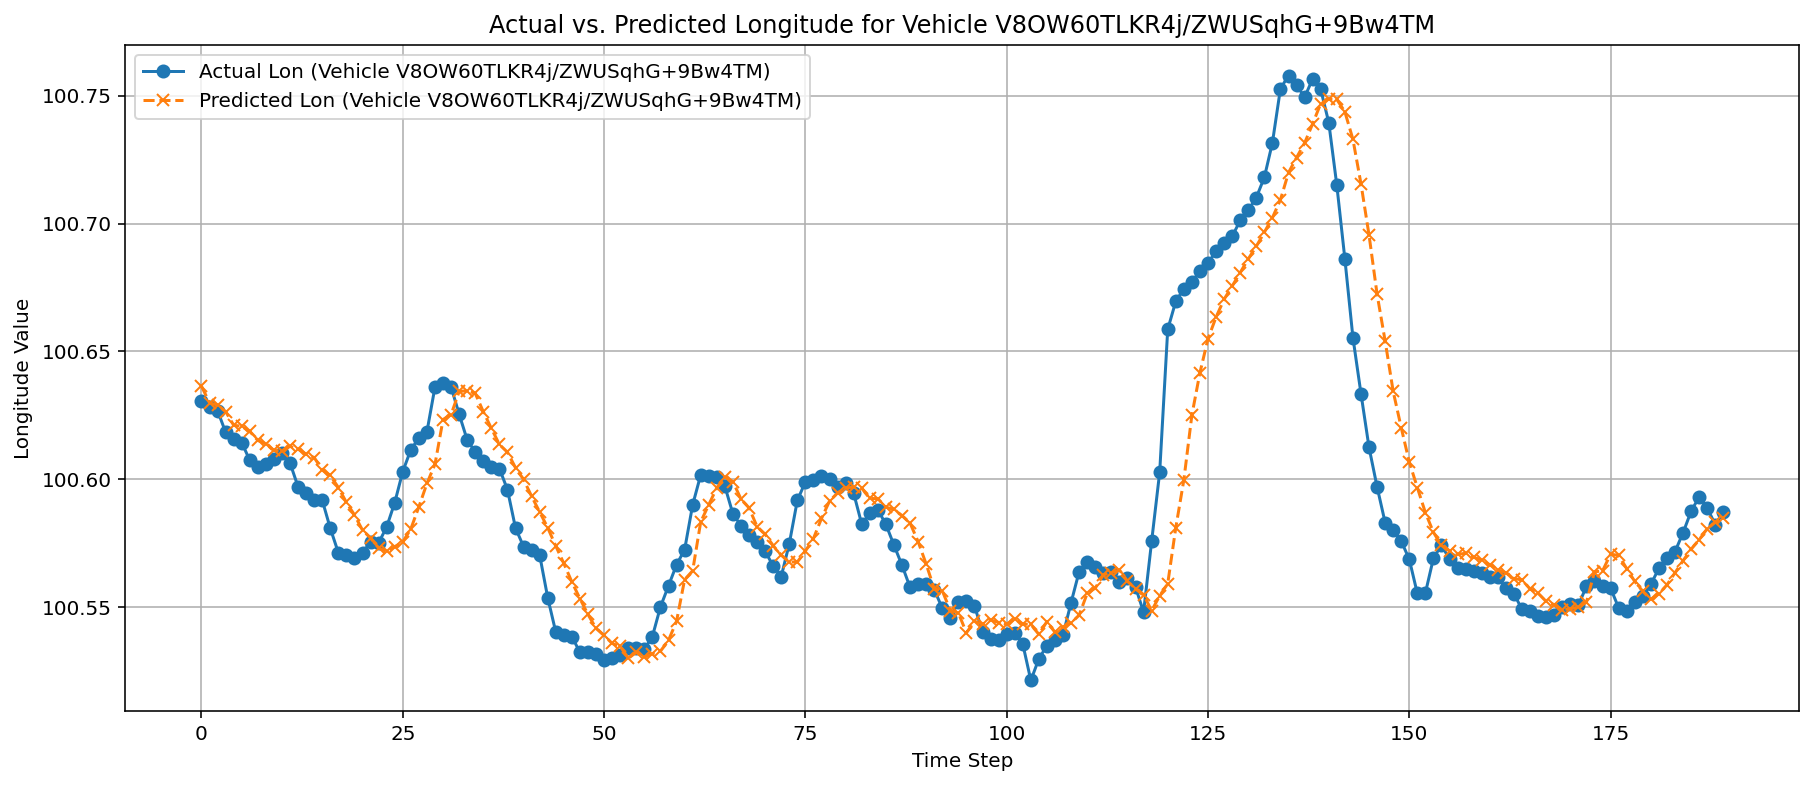 Actual vs. Predicted Longitude for Vehicle V8OW60TLKR4j/ZWUSqhG+9Bw4TM
Actual Lon (Vehicle V8OW60TLKR4j/ZWUSqhG+9Bw4TM)
Predicted Lon (Vehicle V8OW60TLKR4j/ZWUSqhG+9Bw4TM)
Longitude Value
100.75
100.70
100.65
100.60
100.55
0 25 50 75 100 125 150 175
Time Step